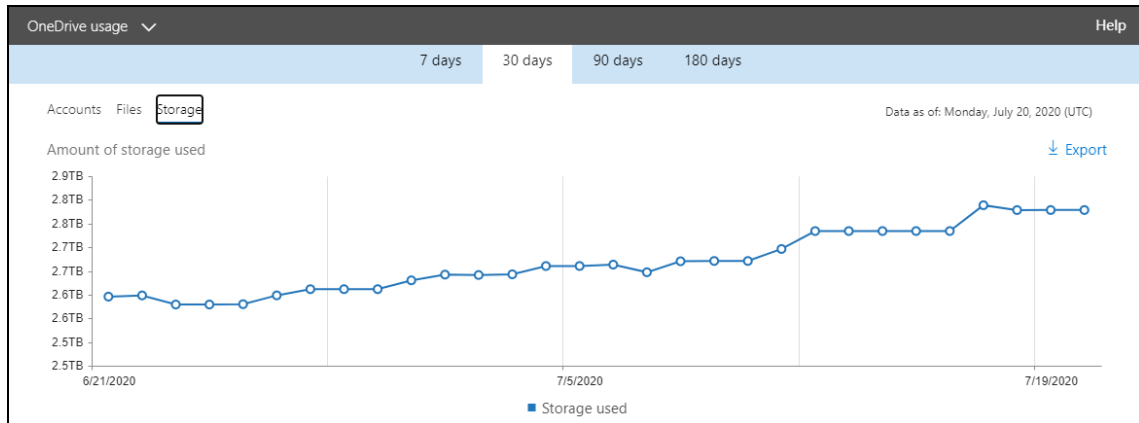 OneDrive usage
Help
7 days 30 days 90 days 180 days
Accounts Files Storage
Data as of: Monday, July 20, 2020 (UTC)
Amount of storage used
Export
2.9TB
2.8TB
2.8TB
2.7TB
2.7TB
2.6TB
2.6TB
2.5TB
2.5TB
6/21/2020 7/5/2020 7/19/2020
Storage used